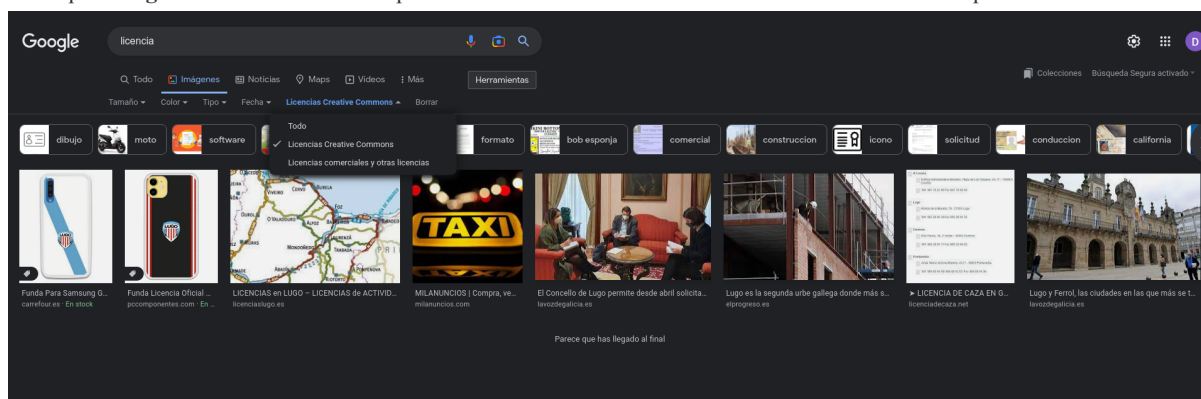 Google
licencia
D
Todo Imágenes Noticias Maps Vídeos Más Herramientas
Colecciones Búsqueda Segura activado
Tamaño Color Tipo Fecha Licencias Creative Commons Borrar
Todo
Licencias Creative Commons
Licencias comerciales y otras licencias
dibujo moto software formato bob esponja comercial construccion icono solicitud conduccion california
TAXI
Funda Para Samsung G...
carrefour.es · En stock
Funda Licencia Oficial ...
pccomponentes.com · En ...
LICENCIAS en LUGO – LICENCIAS de ACTIVID...
licenciaslugo.es
MILANUNCIOS | Compra, ve...
milanuncios.com
El Concello de Lugo permite desde abril solicita...
lavozdegalicia.es
Lugo es la segunda urbe gallega donde más s...
elprogreso.es
➤ LICENCIA DE CAZA EN G...
licenciadecaza.net
Lugo y Ferrol, las ciudades en las que más se t...
lavozdegalicia.es
Parece que has llegado al final